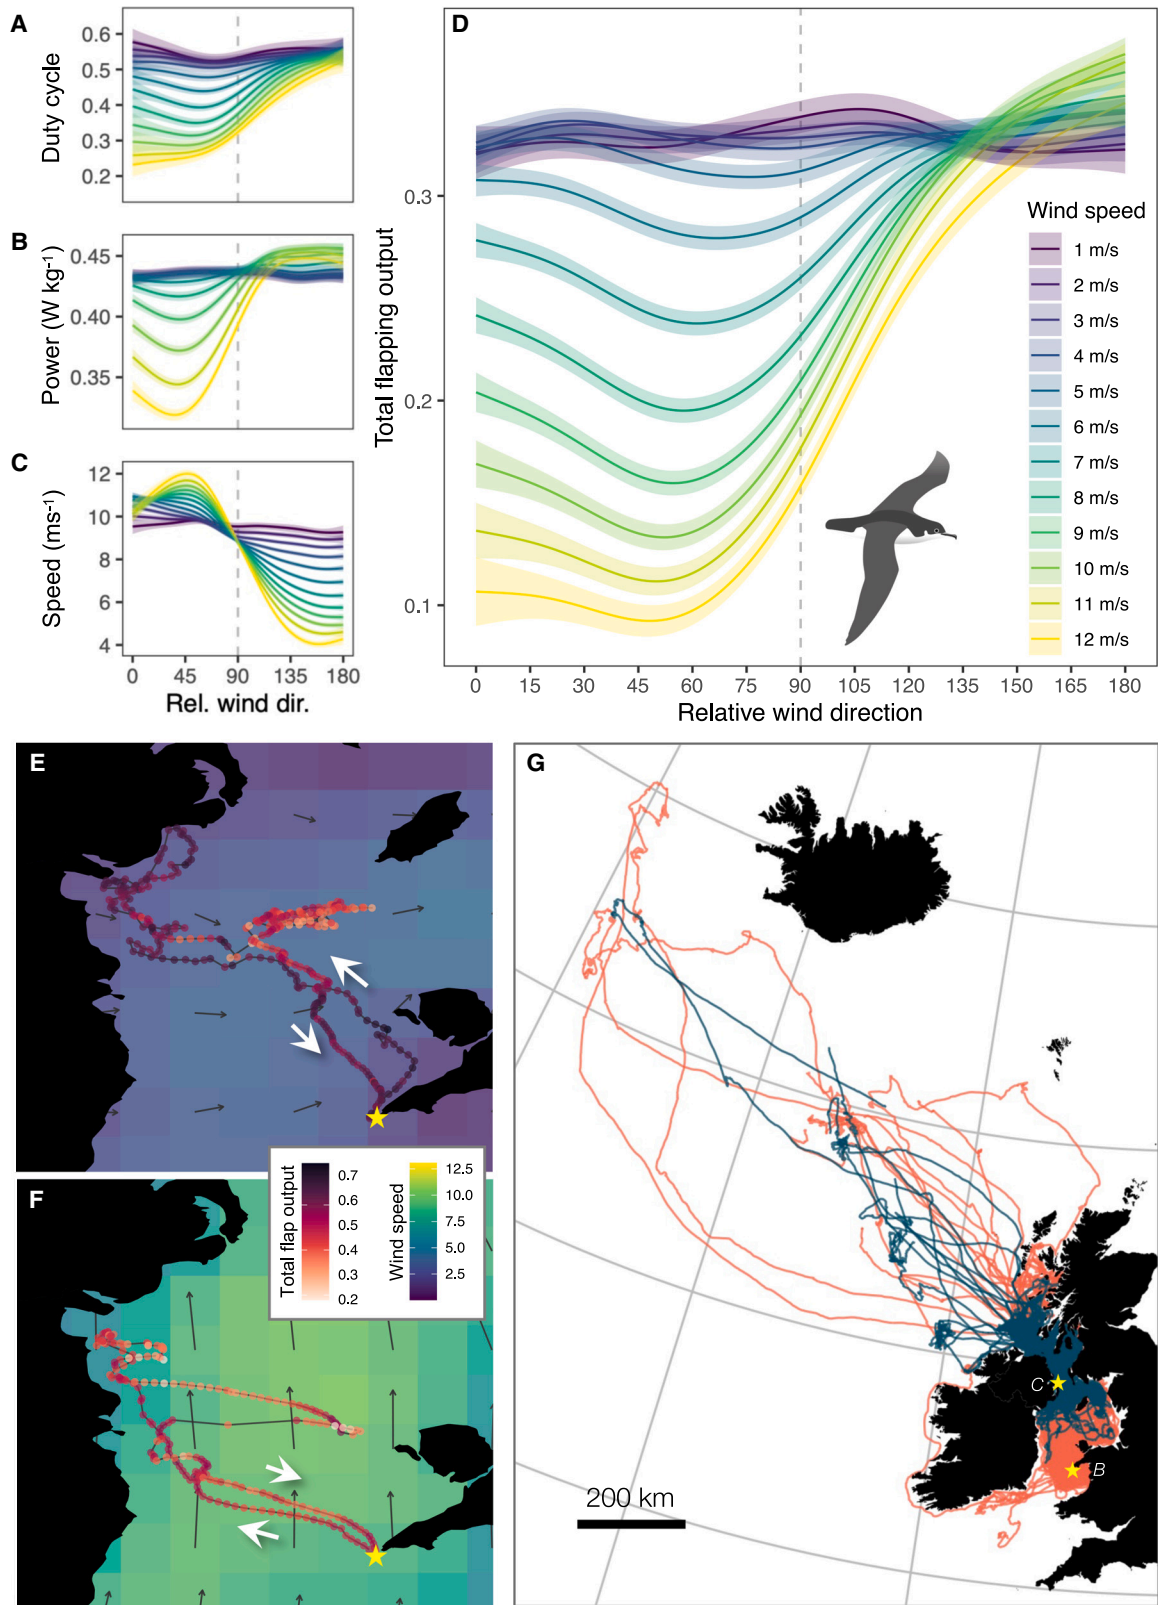 A
Duty cycle
0.6
0.5
0.4
0.3
0.2
B
Power (W kg-1)
0.45
0.40
0.35
C
Speed (ms-1)
12
10
8
6
4
0 45 90 135 180
Rel. wind dir.
D
Total flapping output
0.3
0.2
0.1
0 15 30 45 60 75 90 105 120 135 150 165 180
Relative wind direction
Wind speed
1 m/s
2 m/s
3 m/s
4 m/s
5 m/s
6 m/s
7 m/s
8 m/s
9 m/s
10 m/s
11 m/s
12 m/s
E
F
Total flap output
0.7
0.6
0.5
0.4
0.3
0.2
Wind speed
12.5
10.0
7.5
5.0
2.5
G
C
B
200 km